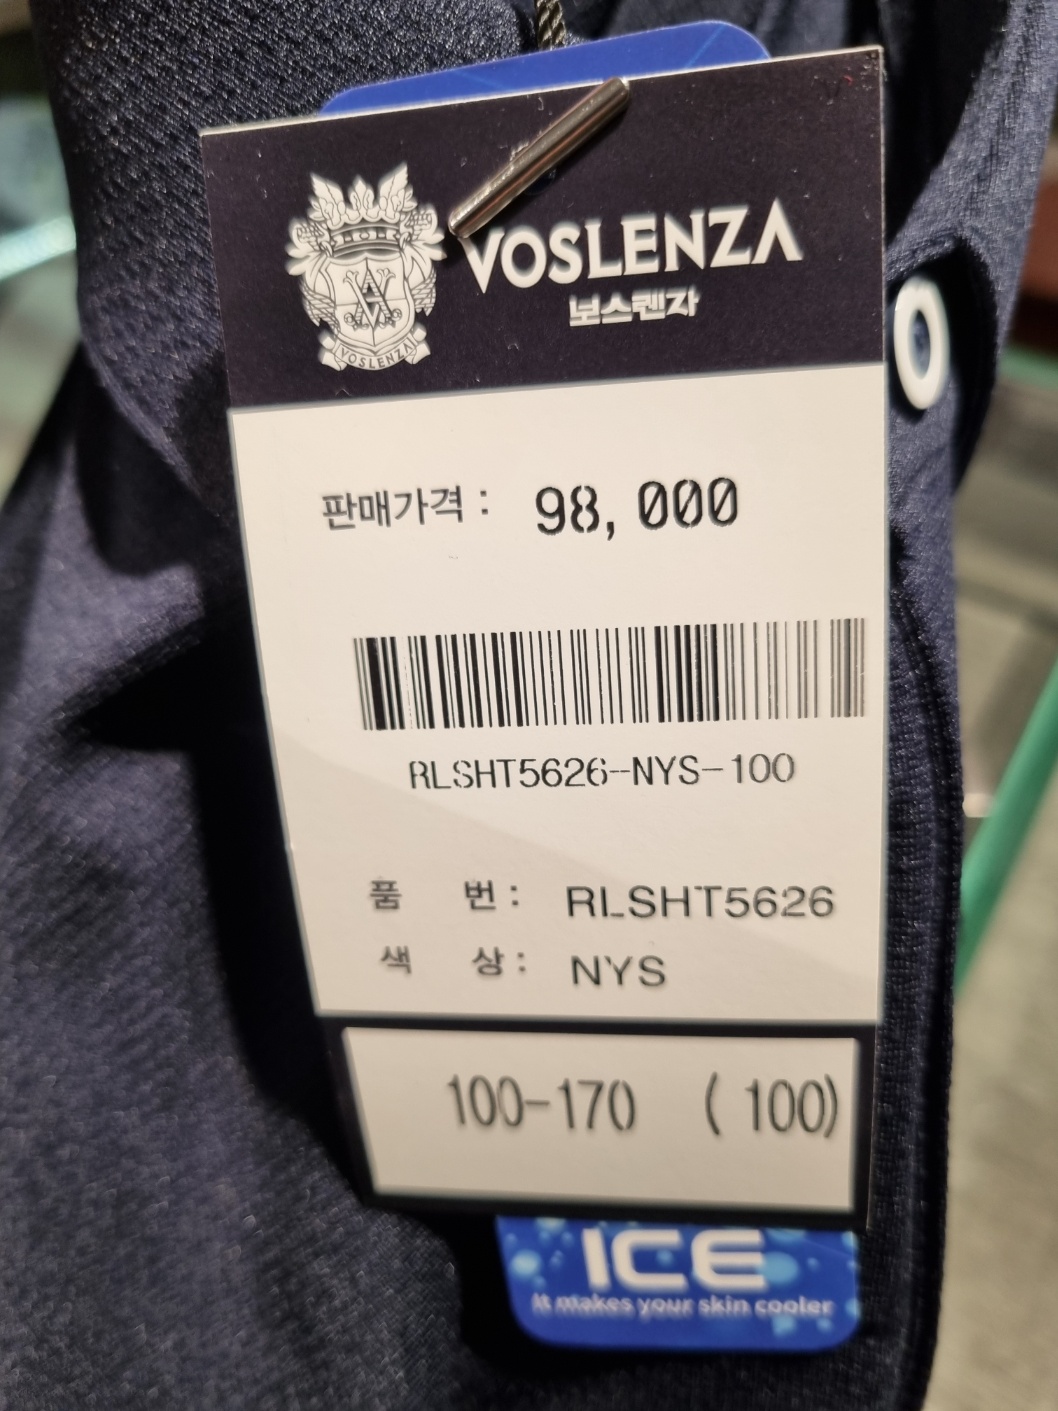 VOSLENZA
보스렌자
VOSLENZA
판매가격 : 98,000
RLSHT5626-NYS-100
품 번 : RLSHT5626
색 상 : NYS
100-170 ( 100)
ICE
It makes your skin cooler